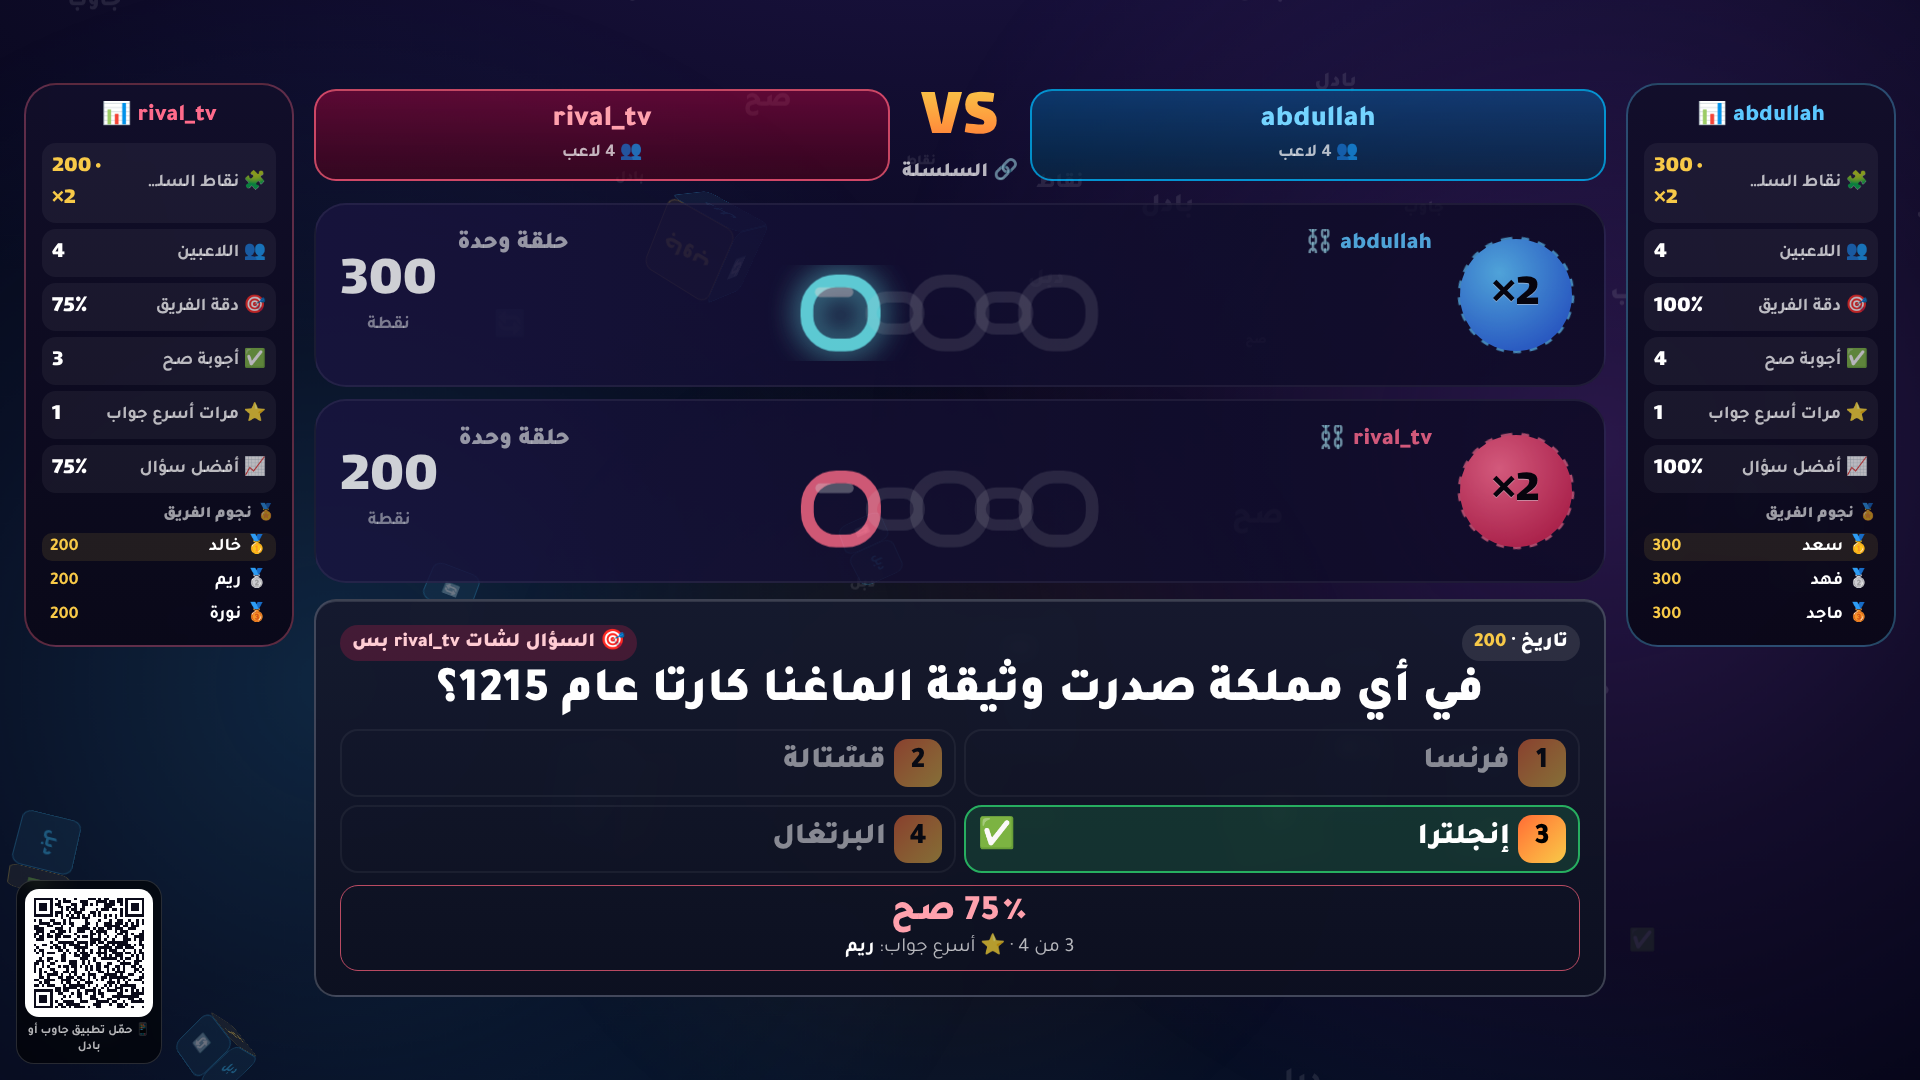 abdullah
👥 4 لاعب
VS
🔗 السلسلة
rival_tv
👥 4 لاعب
📊 abdullah
🧩 نقاط السلـ…
300 · ×2
👥 اللاعبين 4
🎯 دقة الفريق 100%
✅ أجوبة صح 4
⭐ مرات أسرع جواب 1
📈 أفضل سؤال 100%
🏅 نجوم الفريق
🥇 سعد 300
🥈 فهد 300
🥉 ماجد 300
×2
⛓ abdullah
حلقة وحدة
300
نقطة
×2
⛓ rival_tv
حلقة وحدة
200
نقطة
📊 rival_tv
🧩 نقاط السلـ…
200 · ×2
👥 اللاعبين 4
🎯 دقة الفريق 75%
✅ أجوبة صح 3
⭐ مرات أسرع جواب 1
📈 أفضل سؤال 75%
🏅 نجوم الفريق
🥇 خالد 200
🥈 ريم 200
🥉 نورة 200
تاريخ · 200
🎯 السؤال لشات rival_tv بس
في أي مملكة صدرت وثيقة الماغنا كارتا عام 1215؟
1 فرنسا
2 قشتالة
3 إنجلترا ✅
4 البرتغال
75٪ صح
3 من 4 · ⭐ أسرع جواب: ريم
📱 حمّل تطبيق جاوب أو
بادل